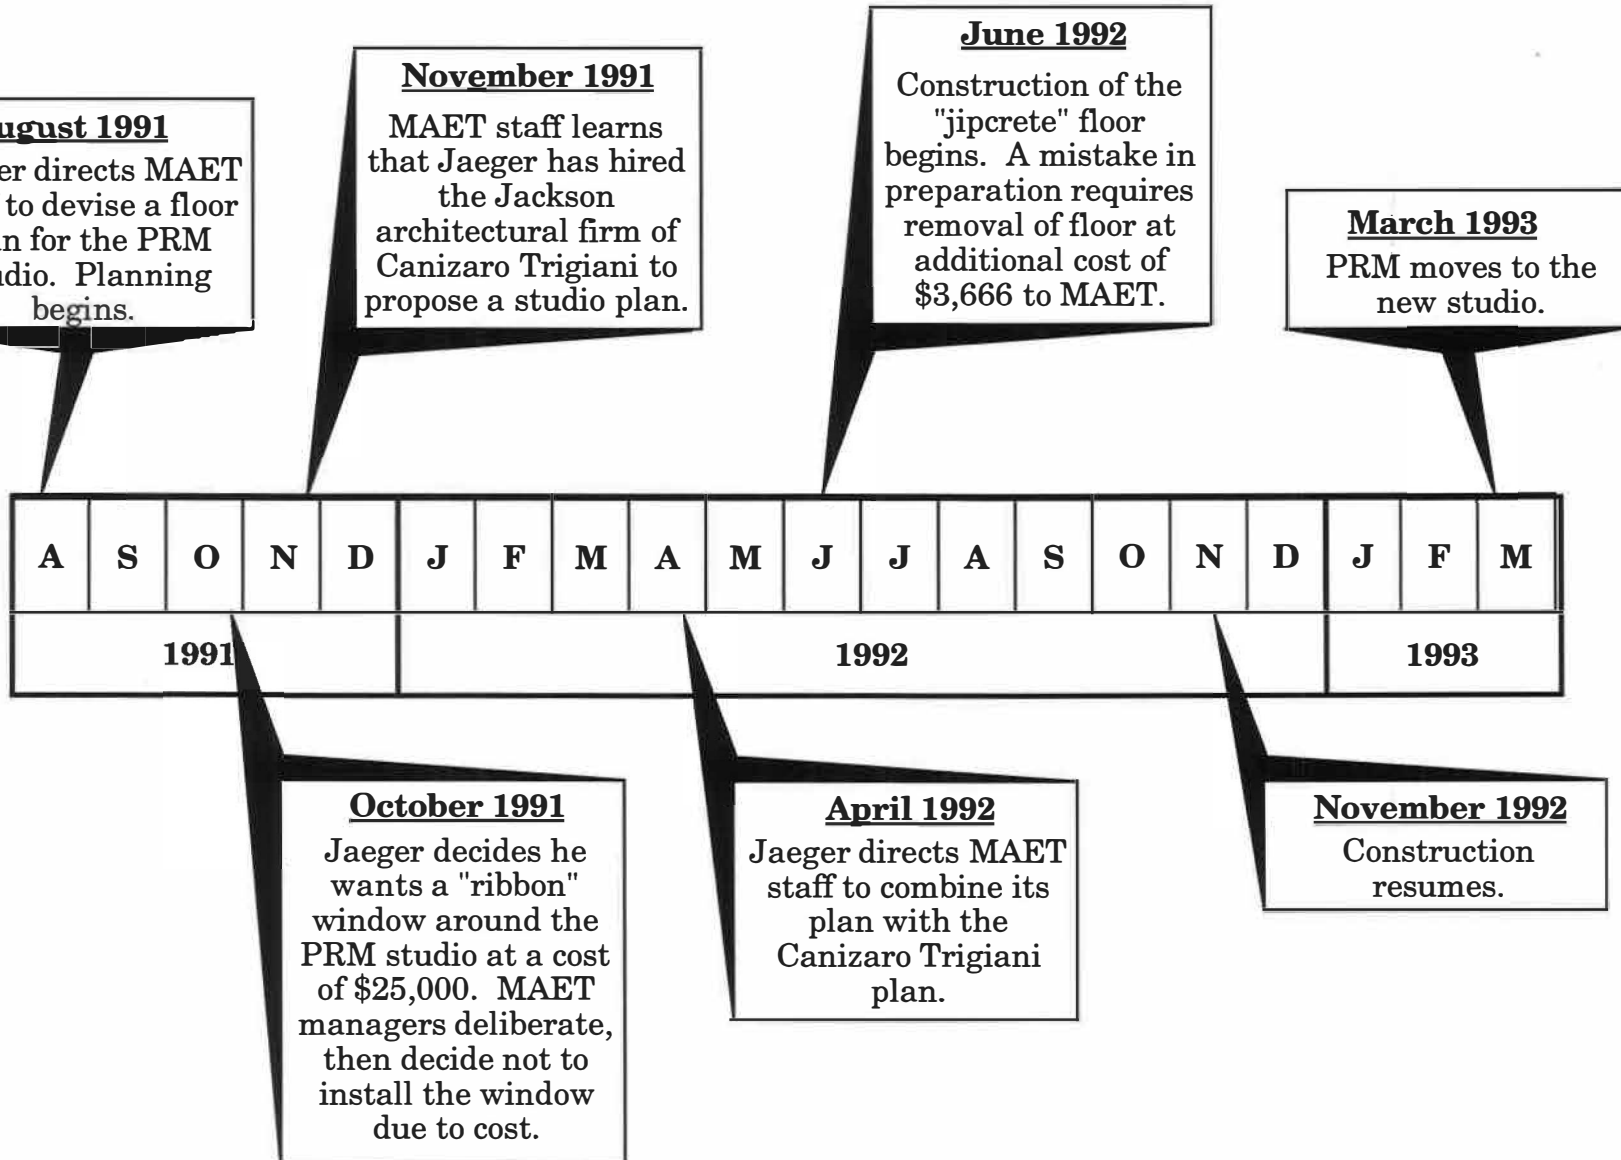 June 1992
Construction of the
"jipcrete" floor
begins. A mistake in
preparation requires
removal of floor at
additional cost of
$3,666 to MAET.
November 1991
MAET staff learns
that Jaeger has hired
the Jackson
architectural firm of
Canizaro Trigiani to
propose a studio plan.
ugust 1991
er directs MAET
to devise a floor
n for the PRM
udio. Planning
begins.
March 1993
PRM moves to the
new studio.
A S O N D J F M A M J J A S O N D J F M
1991 1992 1993
October 1991
Jaeger decides he
wants a "ribbon"
window around the
PRM studio at a cost
of $25,000. MAET
managers deliberate,
then decide not to
install the window
due to cost.
April 1992
Jaeger directs MAET
staff to combine its
plan with the
Canizaro Trigiani
plan.
November 1992
Construction
resumes.